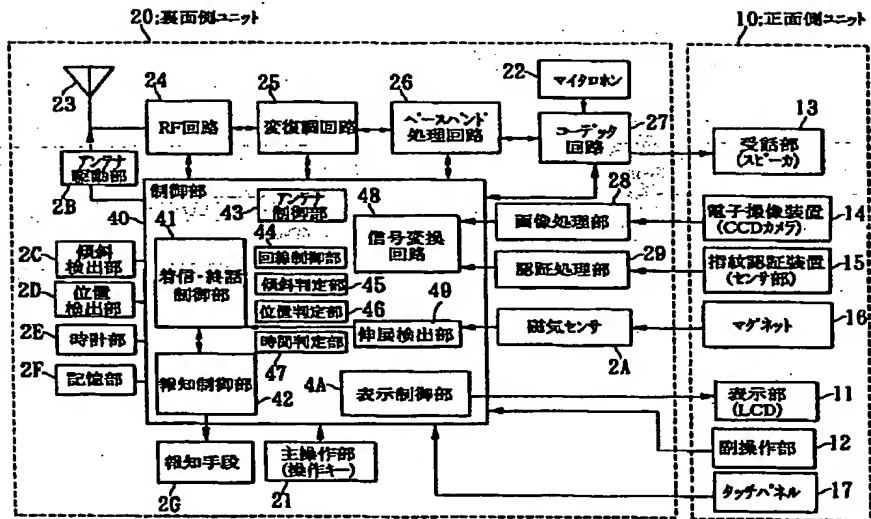 20;裏面側ユニット
10;正面側ユニット
23
24
RF回路
25
変復調回路
26
ベースバンド
処理回路
22
マイクロホン
27
コーデック
回路
13
受話部
(スピーカ)
アンテナ
駆動部
2B
制御部
40
アンテナ
制御部
43
48
信号変換
回路
28
画像処理部
電子撮像装置
(CCDカメラ)
14
41
着信・終話
制御部
44
回線制御部
29
認証処理部
指紋認証装置
(センサ部)
15
2C
傾斜
検出部
傾斜判定部
45
2D
位置
検出部
位置判定部
46
49
伸展検出部
磁気センサ
2A
マグネット
16
2E
時計部
時間判定部
47
2F
記憶部
報知制御部
42
4A
表示制御部
表示部
(LCD)
11
副操作部
12
報知手段
2G
主操作部
(操作キー)
21
タッチパネル
17